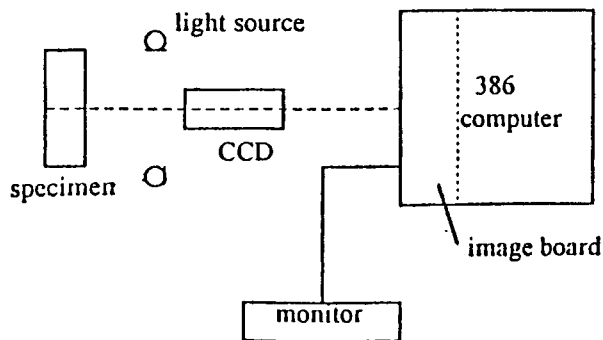 light source
386
computer
CCD
specimen
image board
monitor